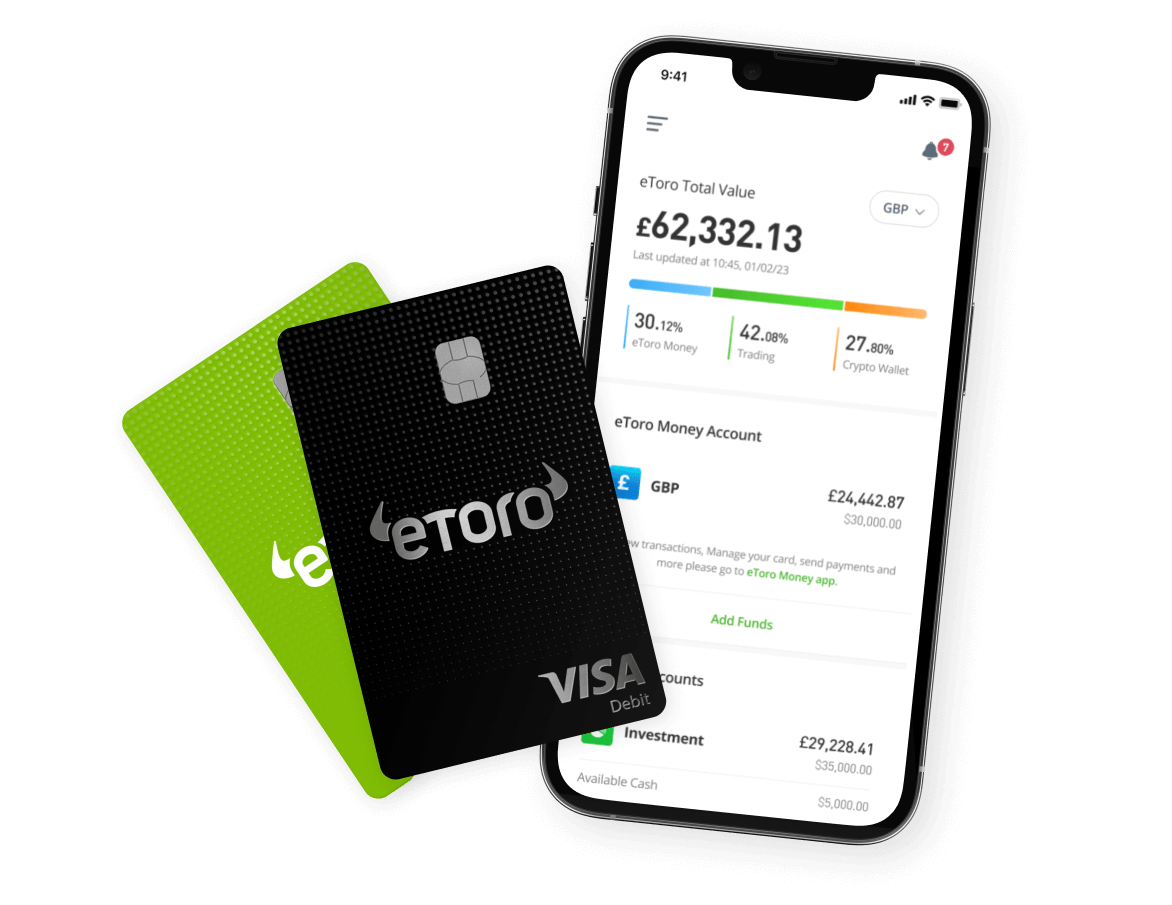 9:41
7
eToro Total Value
GBP
£62,332.13
Last updated at 10:45, 01/02/23
30.12%
eToro Money
42.08%
Trading
27.80%
Crypto Wallet
eToro Money Account
£
GBP
£24,442.87
$30,000.00
transactions, Manage your card, send payments and
more please go to eToro Money app.
Add Funds
Investment
£29,228.41
$35,000.00
Available Cash
$5,000.00
eToro
VISA
Debit